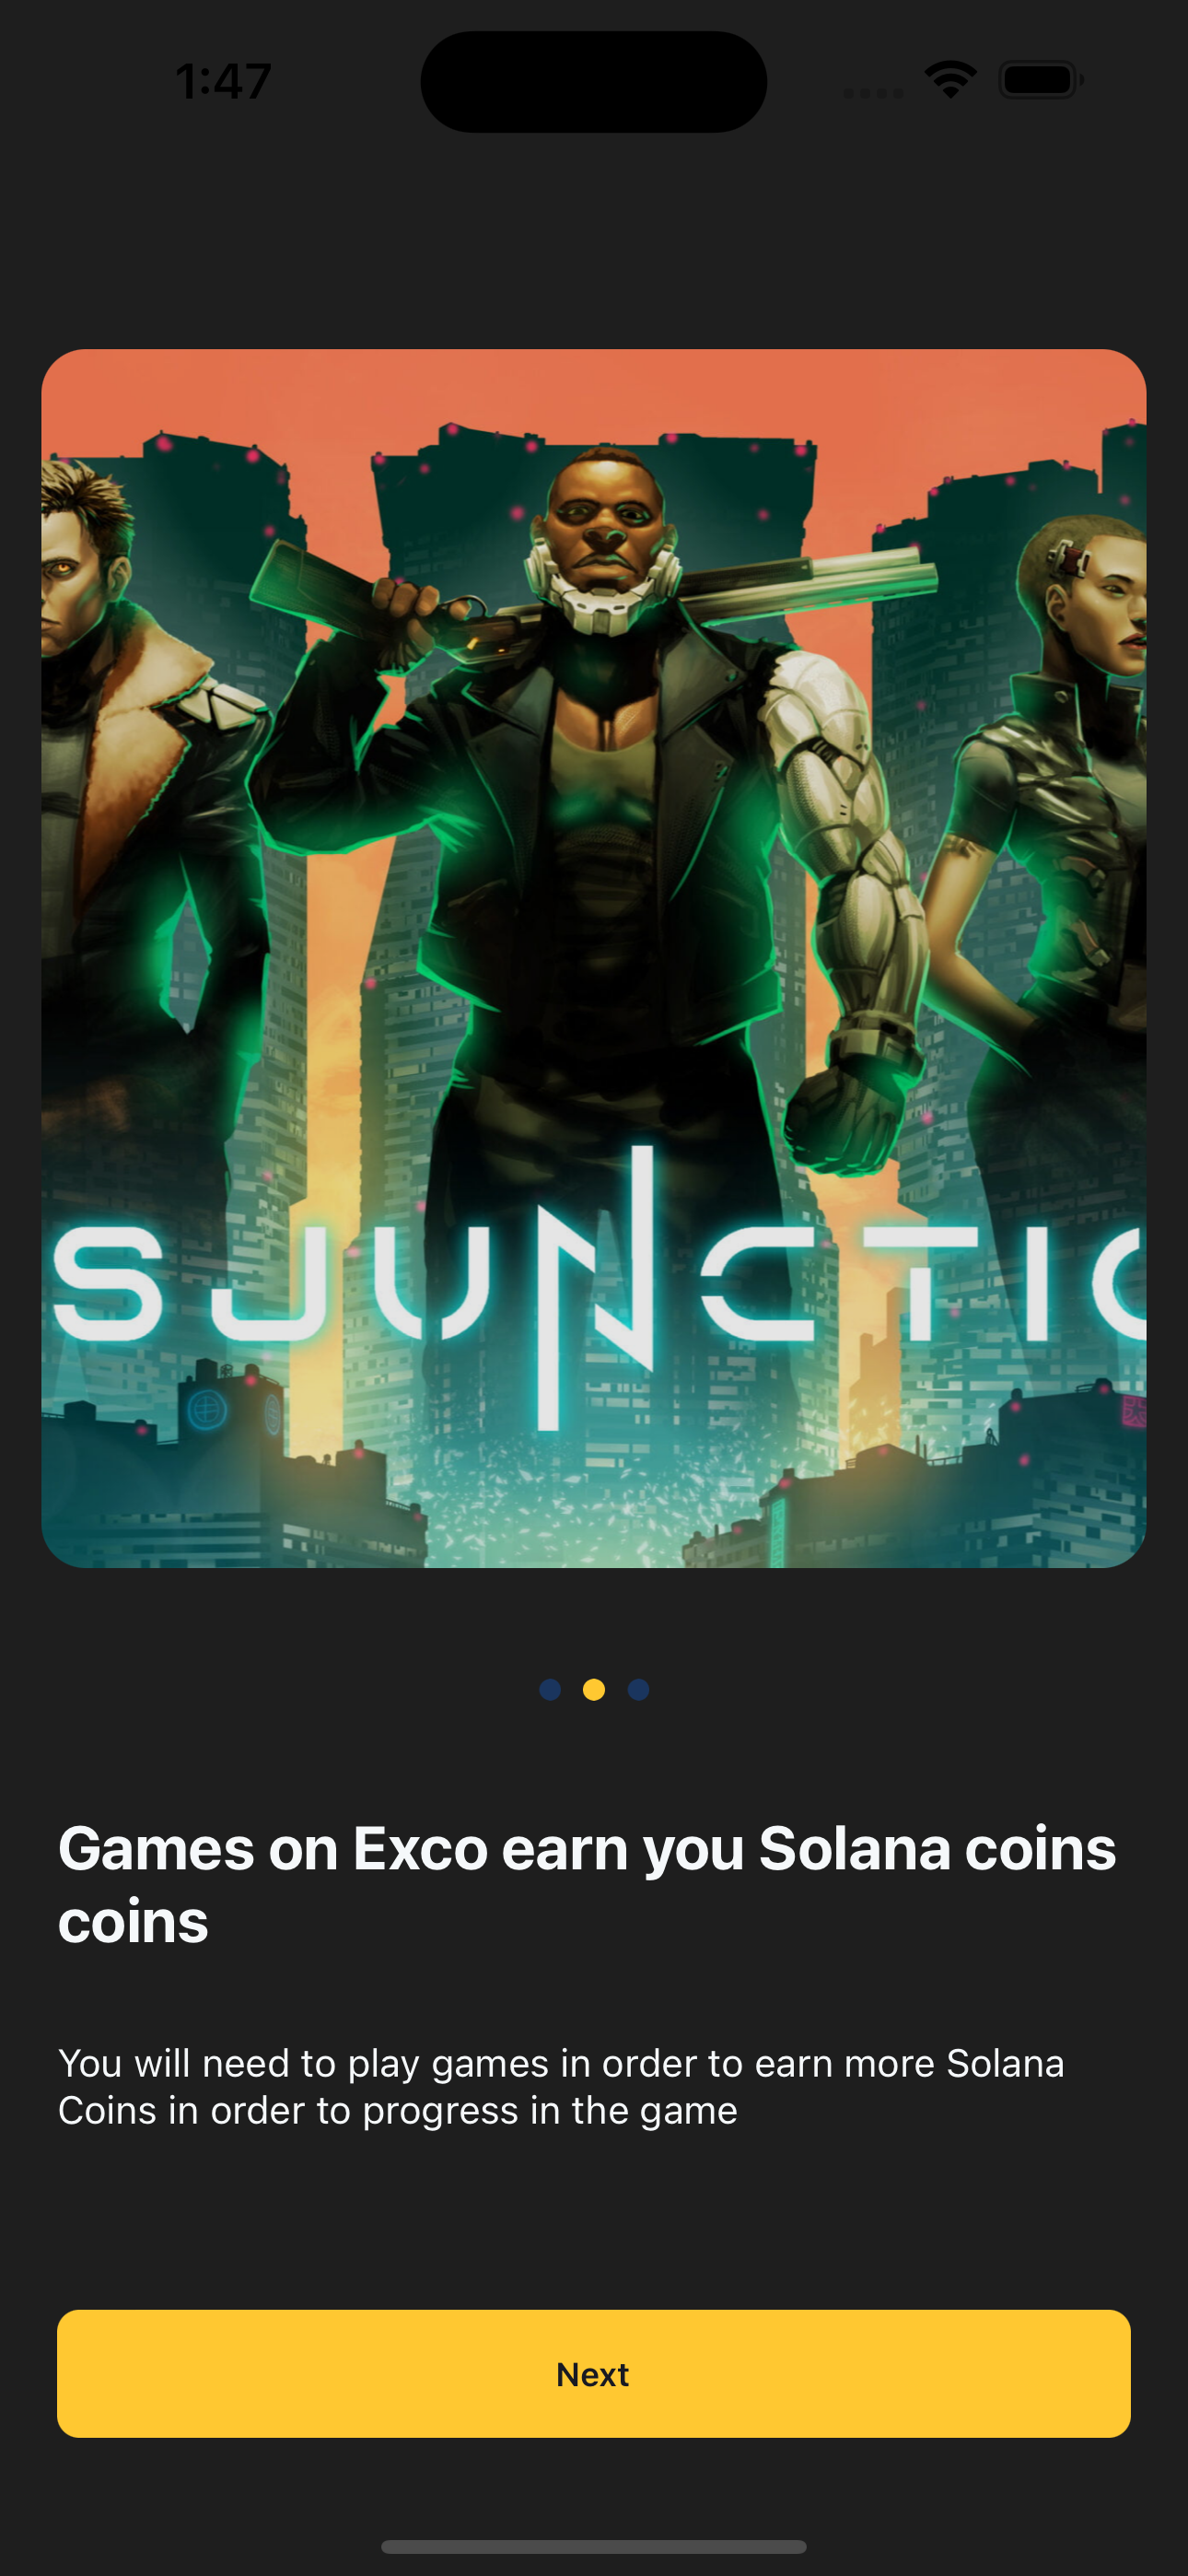 1:47
SJUNCTIO
Games on Exco earn you Solana coins
coins
You will need to play games in order to earn more Solana
Coins in order to progress in the game
Next